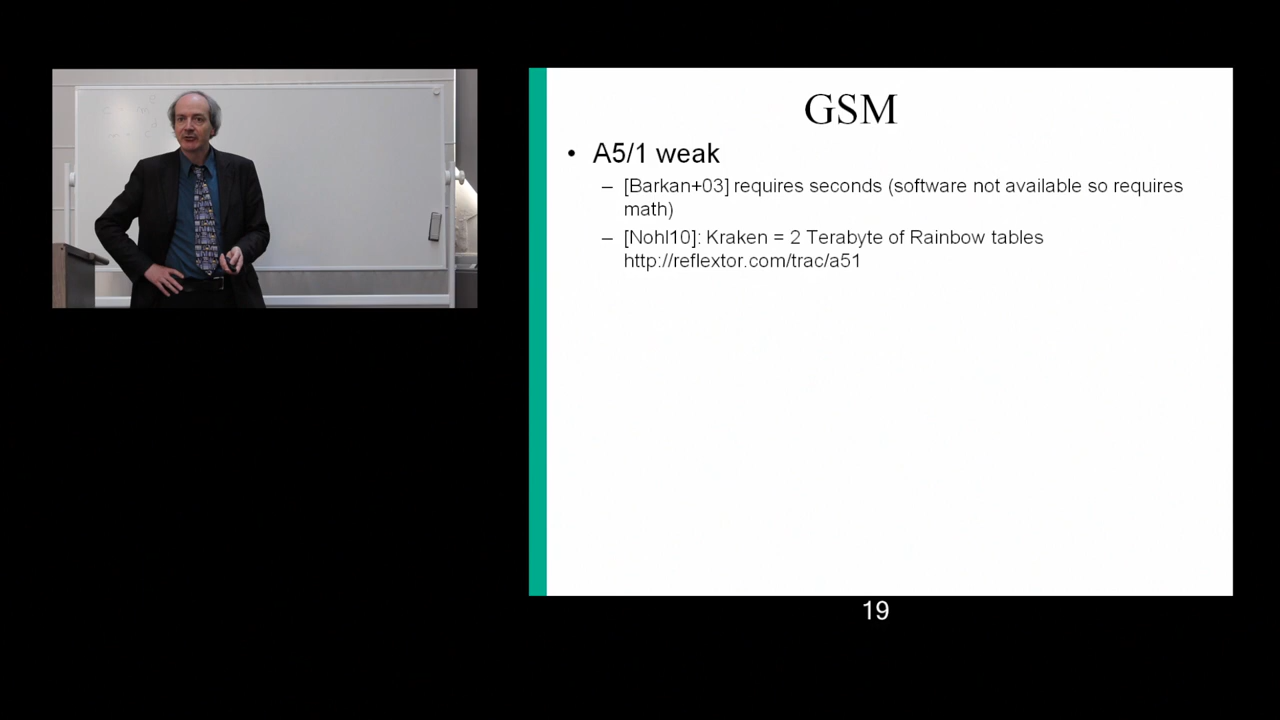 GSM
• A5/1 weak
– [Barkan+03] requires seconds (software not available so requires
math)
– [Nohl10]: Kraken = 2 Terabyte of Rainbow tables
http://reflextor.com/trac/a51
19